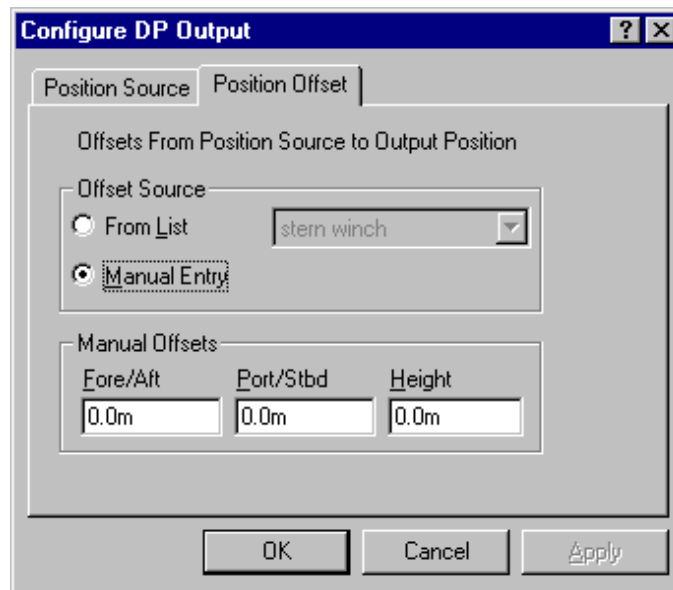 Configure DP Output
Position Source Position Offset
Offsets From Position Source to Output Position
Offset Source
From List stern winch
Manual Entry
Manual Offsets
Fore/Aft Port/Stbd Height
0.0m 0.0m 0.0m
OK Cancel Apply